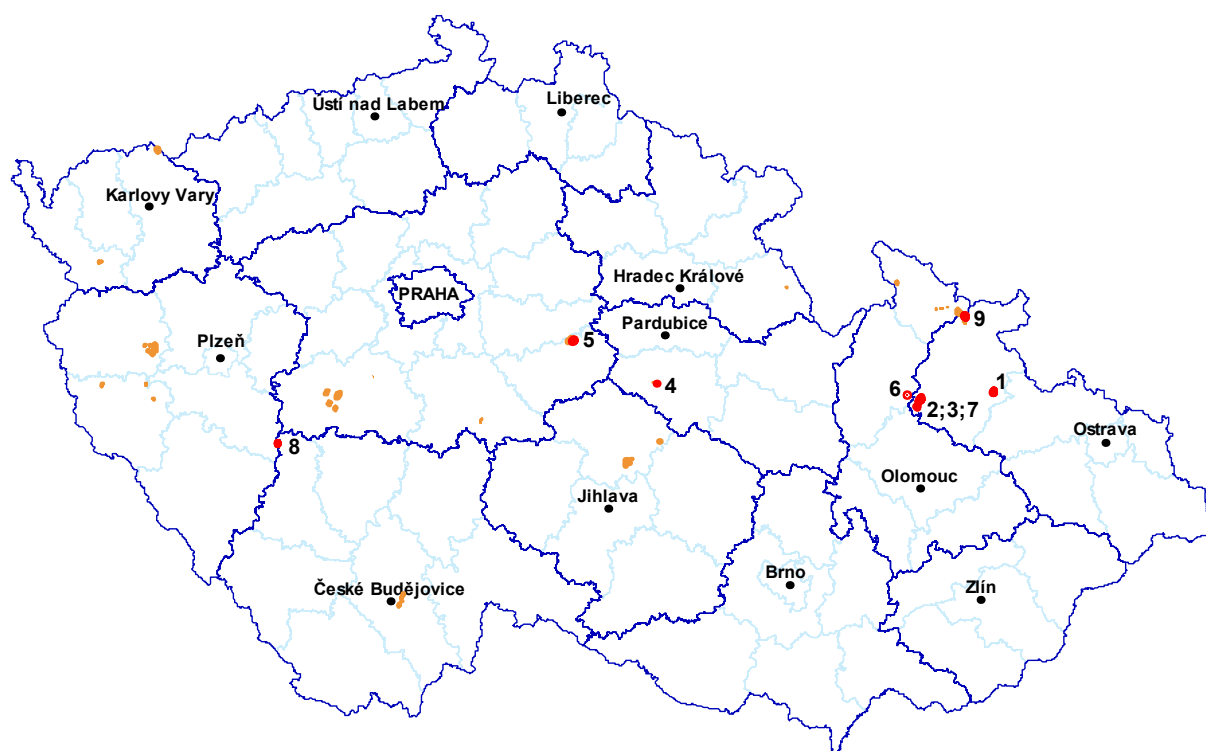 Ústí nad Labem
Liberec
Karlovy Vary
Hradec Králové
PRAHA
Pardubice
9
Plzeň
5
4
6
1
2;3;7
8
Ostrava
Olomouc
Jihlava
Brno
České Budějovice
Zlín